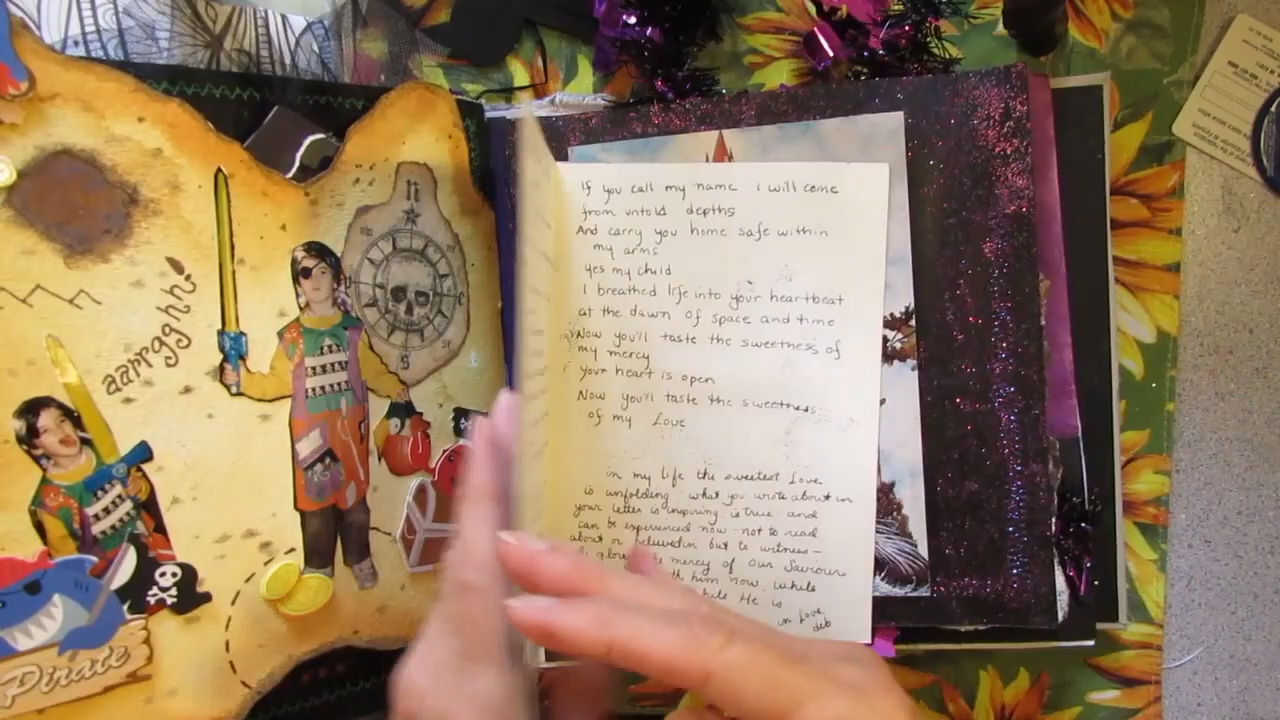 aarrgghh!
N
S
Pirate
If you call my name I will come
from untold depths
And carry you home safe within
my arms
yes my child
I breathed life into your heartbeat
at the dawn of space and time
Now you'll taste the sweetness of
my mercy
your heart is open
Now you'll taste the sweetness
of my Love
in my life the sweetest Love
is unfolding what you wrote about in
your letter is inspiring. is true and
can be experienced now not to read
about or believed in but to witness -
mercy of our Saviour
him now, while
He is
in Love,
deb